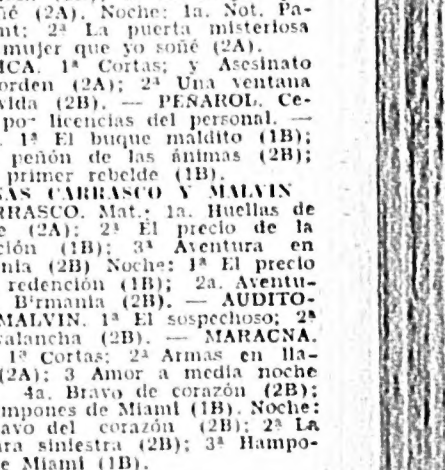 né (2A). Noche: 1a. Not. Pa-
nt; 2ª La puerta misteriosa
mujer que yo soñé (2A).
ICA. 1ª Cortas; y Asesinato
orden (2A); 2ª Una ventana
vida (2B). — PEÑAROL. Ce-
po- licencias del personal. —
. 1ª El buque maldito (1B);
peñón de las ánimas (2B);
primer rebelde (1B).
NAS CARRASCO Y MALVIN
RRASCO. Mat.: 1a. Huellas de
e (2A); 2ª El precio de la
ción (1B); 3ª Aventura en
nia (2B) Noche: 1ª El precio
redención (1B); 2a. Aventu-
Birmania (2B). — AUDITO-
MALVIN. 1ª El sospechoso; 2ª
valancha (2B). — MARACNA.
1ª Cortas; 2ª Armas en lla-
(2A); 3 Amor a media noche
4a. Bravo de corazón (2B);
mpones de Miami (1B). Noche:
avo del corazón (2B); 2ª La
ara siniestra (2B); 3ª Hampo-
e Miami (1B).